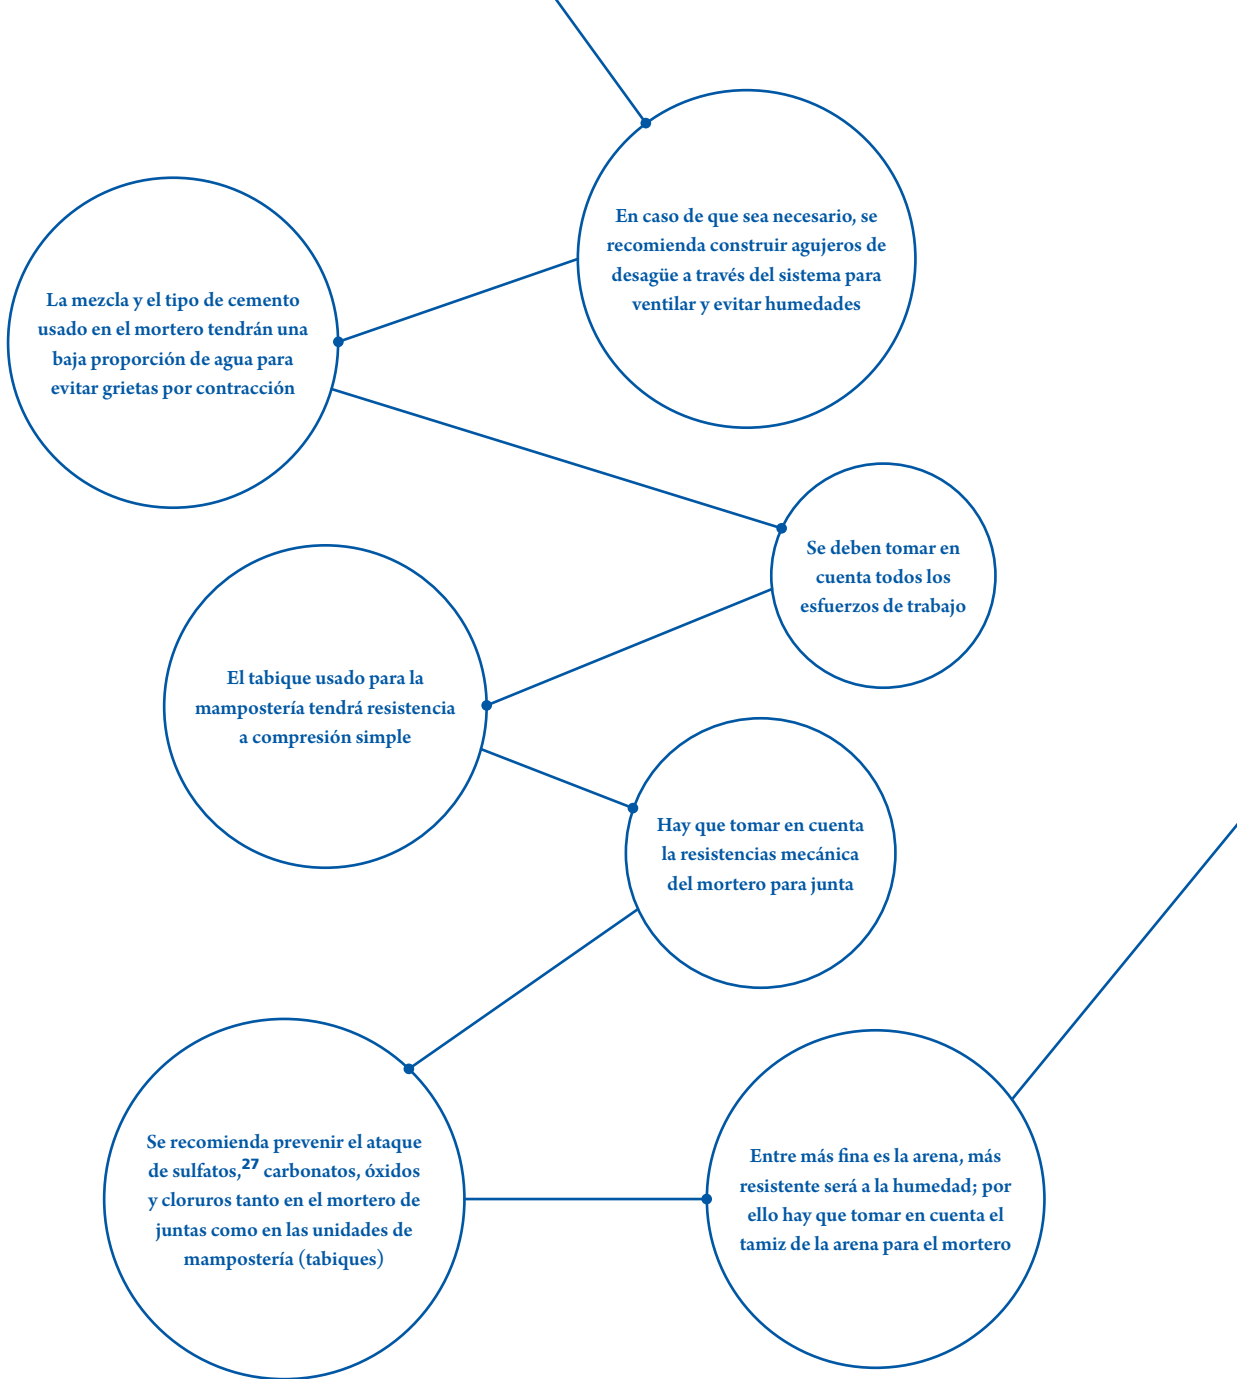 En caso de que sea necesario, se
recomienda construir agujeros de
desagüe a través del sistema para
ventilar y evitar humedades
La mezcla y el tipo de cemento
usado en el mortero tendrán una
baja proporción de agua para
evitar grietas por contracción
Se deben tomar en
cuenta todos los
esfuerzos de trabajo
El tabique usado para la
mampostería tendrá resistencia
a compresión simple
Hay que tomar en cuenta
la resistencias mecánica
del mortero para junta
Se recomienda prevenir el ataque
de sulfatos,27 carbonatos, óxidos
y cloruros tanto en el mortero de
juntas como en las unidades de
mampostería (tabiques)
Entre más fina es la arena, más
resistente será a la humedad; por
ello hay que tomar en cuenta el
tamiz de la arena para el mortero